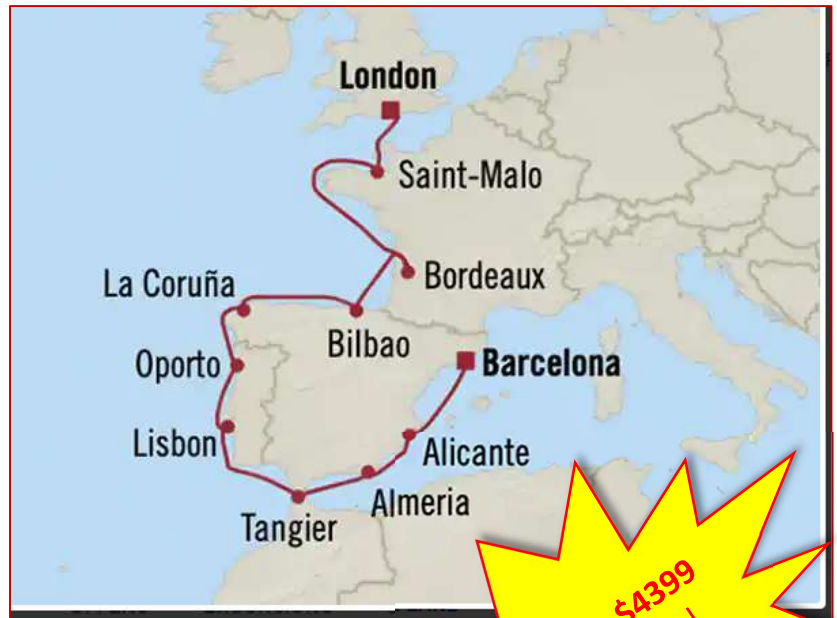 London
Saint-Malo
Bordeaux
La Coruña
Bilbao
Oporto
Barcelona
Lisbon
Alicante
Almeria
Tangier
$4399